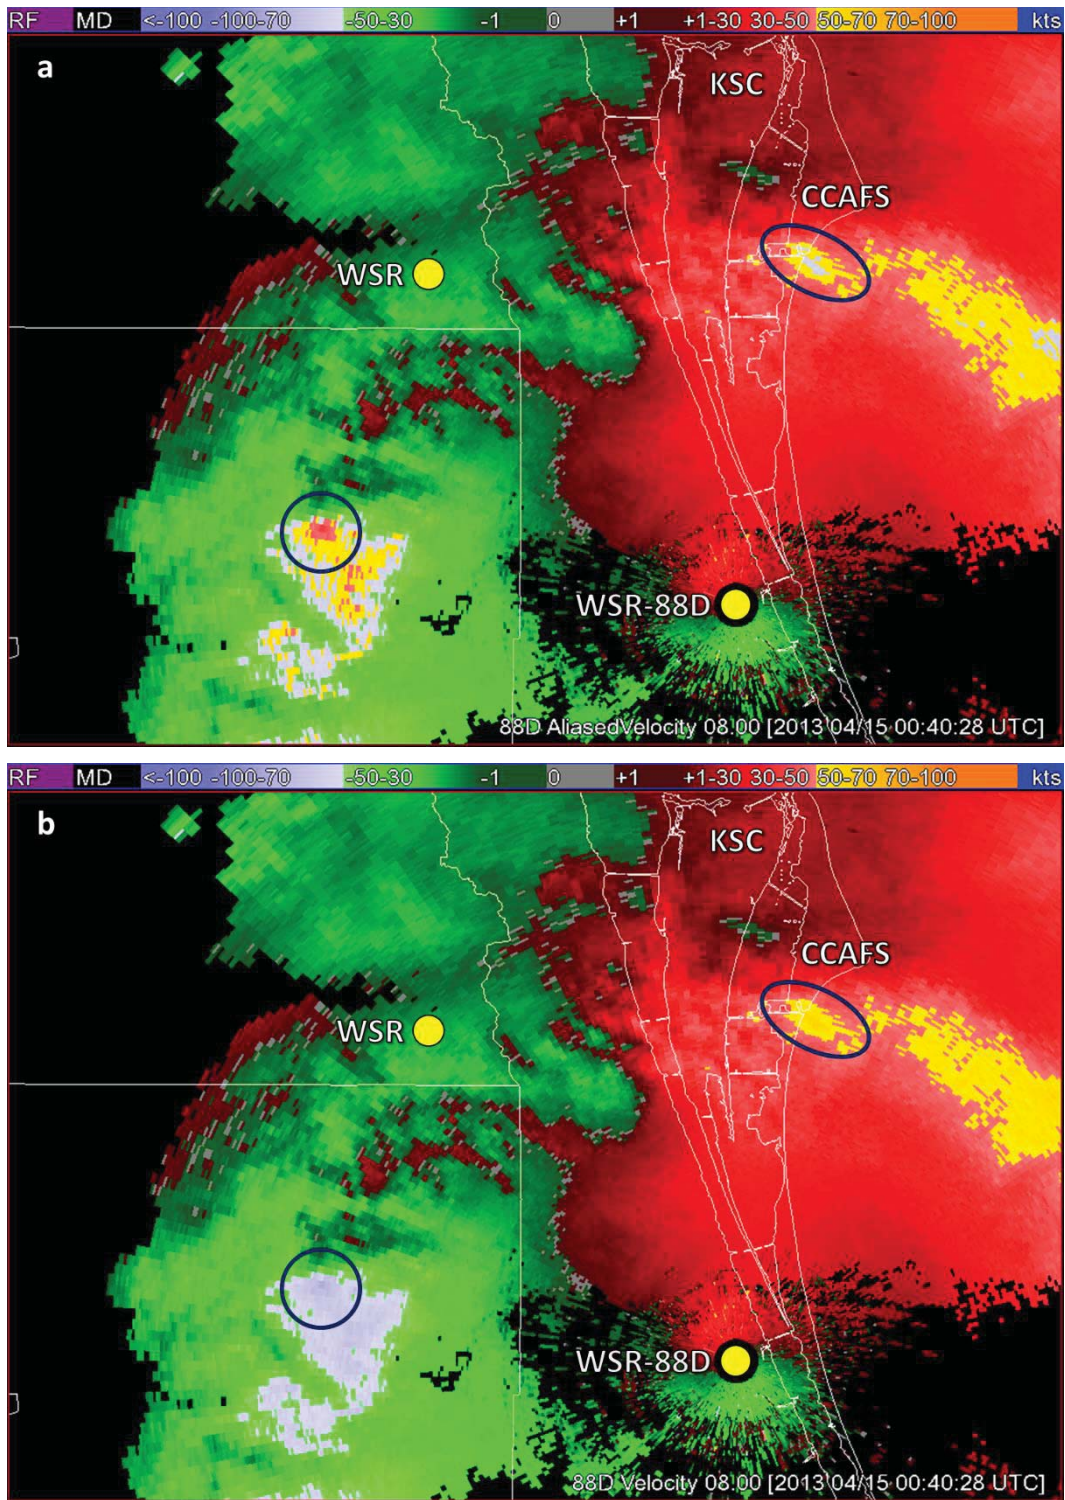 RF MD <-100 -100-70 -50-30 -1 0 +1 +1-30 30-50 50-70 70-100 kts
a
KSC
CCAFS
WSR
WSR-88D
88D AliasedVelocity 08.00 [2013 04/15 00:40:28 UTC]
RF MD <-100 -100-70 -50-30 -1 0 +1 +1-30 30-50 50-70 70-100 kts
b
KSC
CCAFS
WSR
WSR-88D
88D Velocity 08.00 [2013 04/15 00:40:28 UTC]